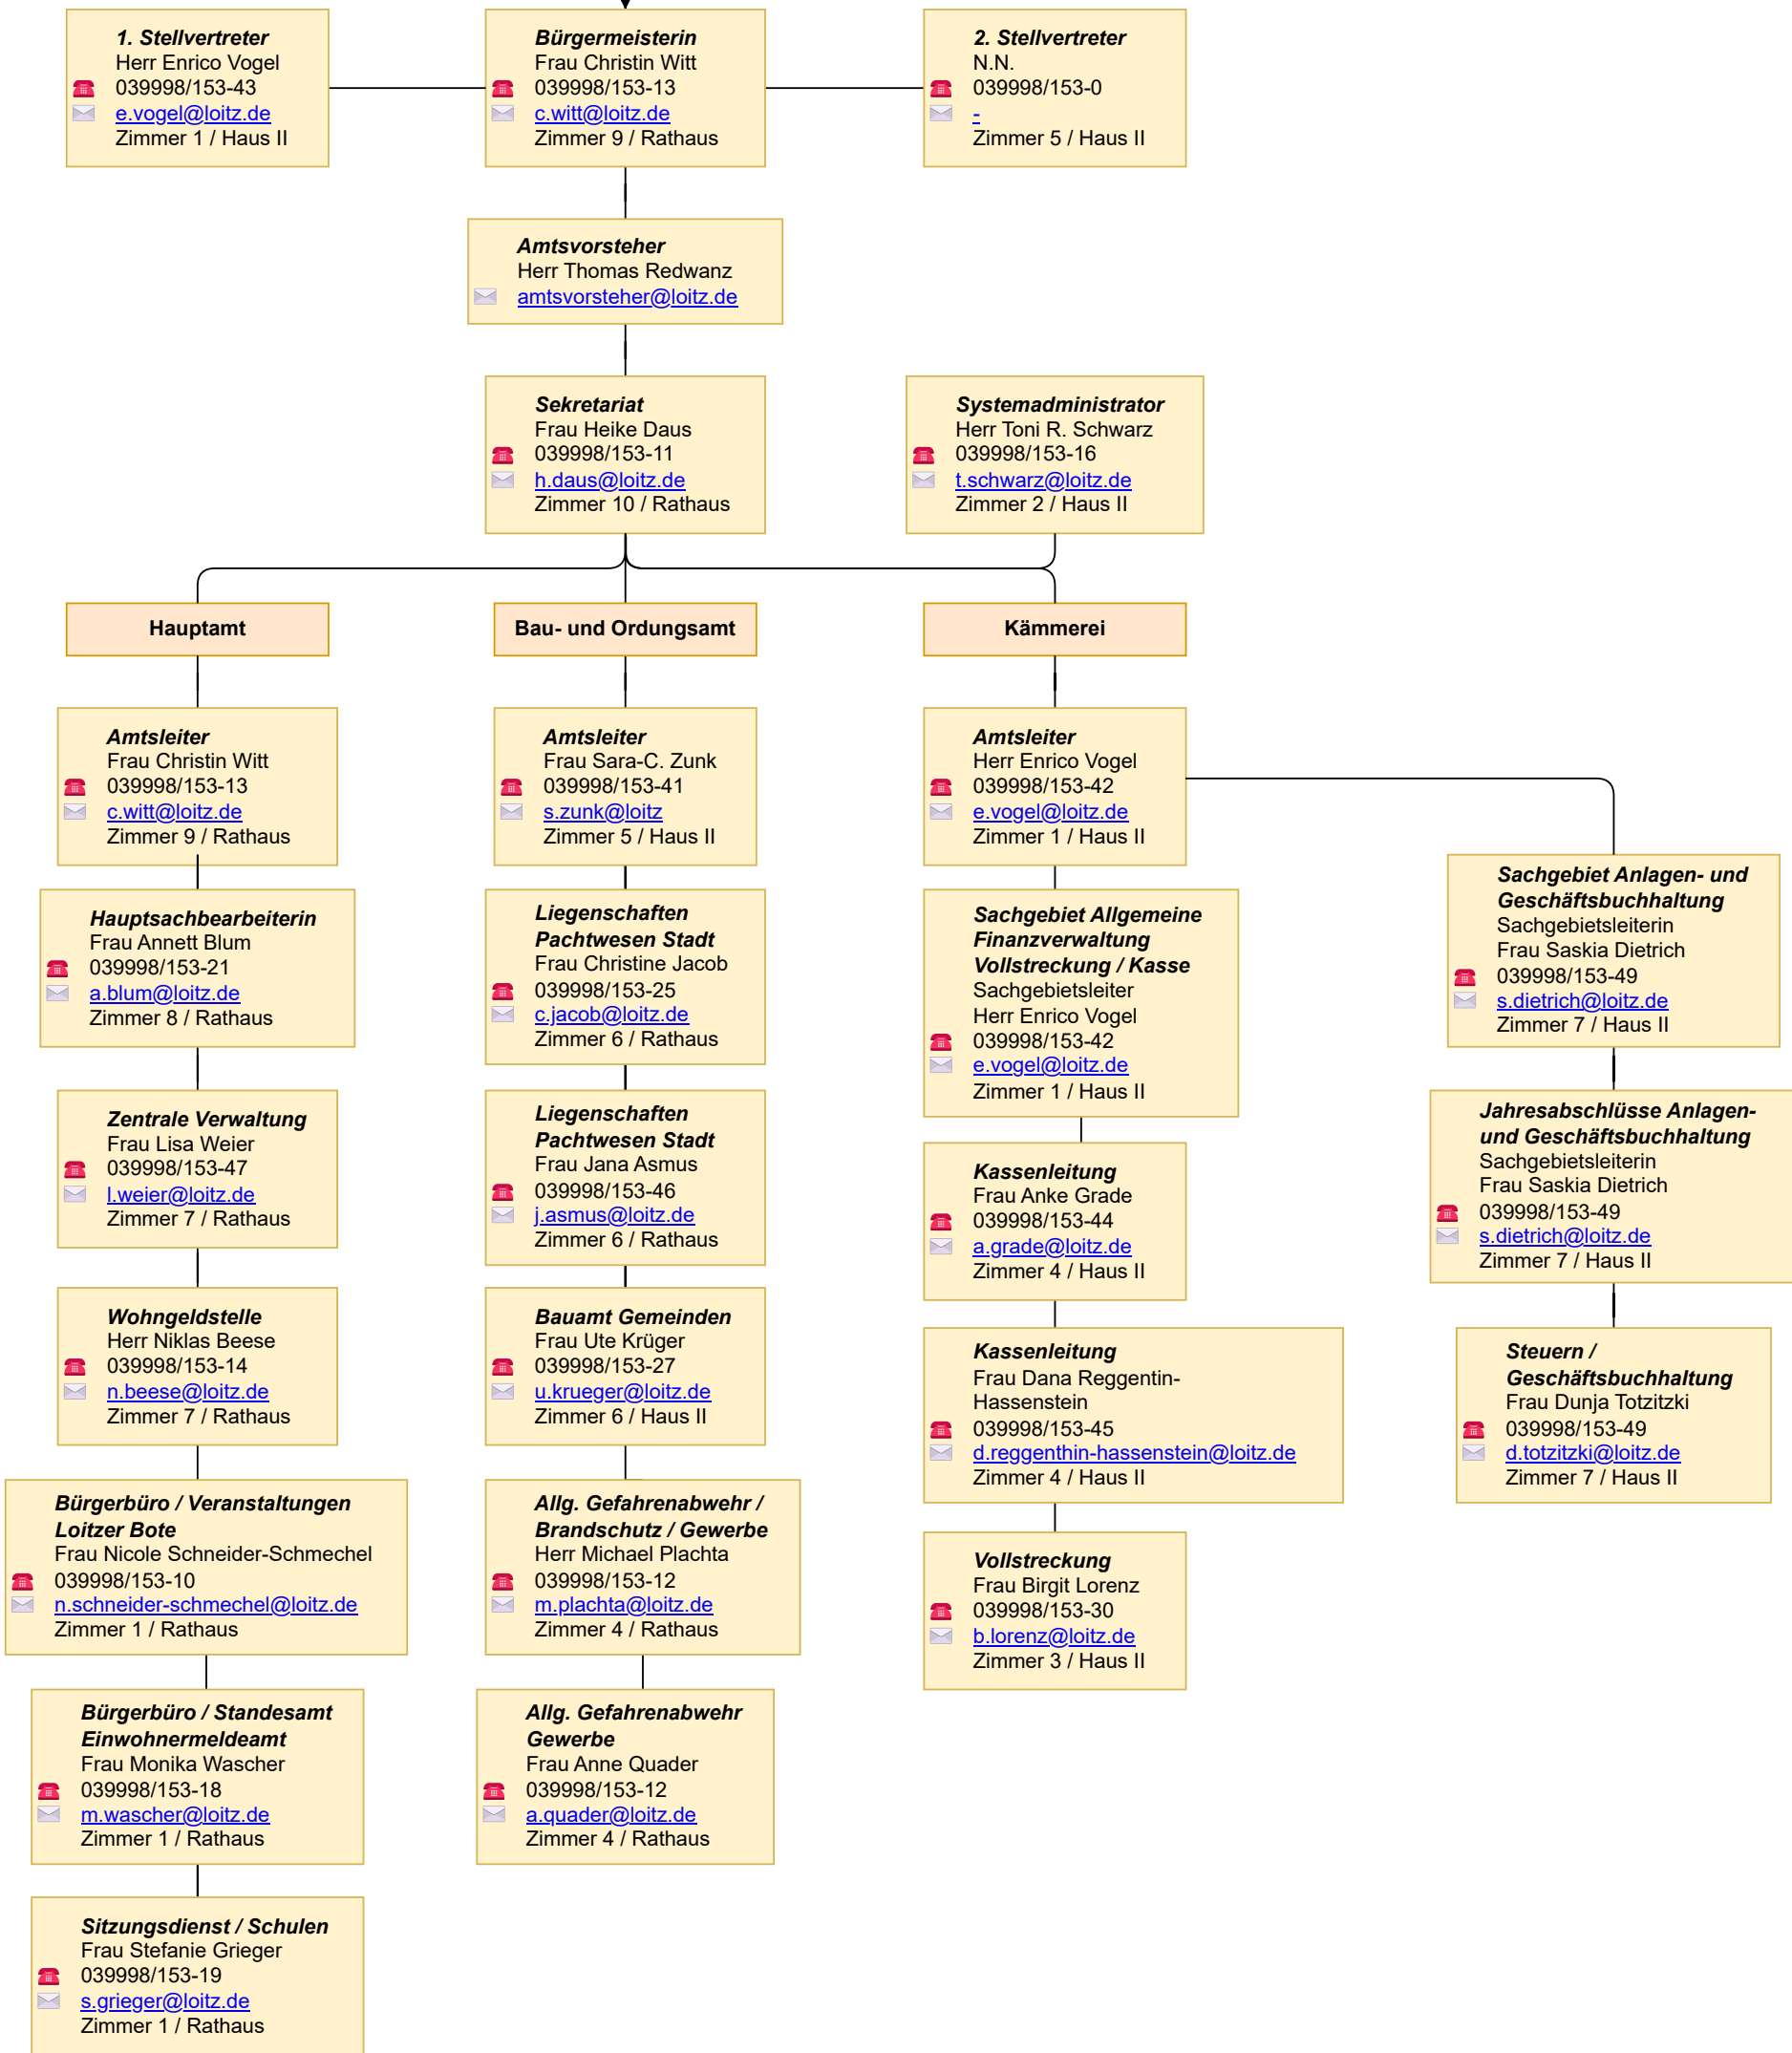 1. Stellvertreter
Herr Enrico Vogel
039998/153-43
e.vogel@loitz.de
Zimmer 1 / Haus II
Bürgermeisterin
Frau Christin Witt
039998/153-13
c.witt@loitz.de
Zimmer 9 / Rathaus
2. Stellvertreter
N.N.
039998/153-0
-
Zimmer 5 / Haus II
Amtsvorsteher
Herr Thomas Redwanz
amtsvorsteher@loitz.de
Sekretariat
Frau Heike Daus
039998/153-11
h.daus@loitz.de
Zimmer 10 / Rathaus
Systemadministrator
Herr Toni R. Schwarz
039998/153-16
t.schwarz@loitz.de
Zimmer 2 / Haus II
Hauptamt
Amtsleiter
Frau Christin Witt
039998/153-13
c.witt@loitz.de
Zimmer 9 / Rathaus
Hauptsachbearbeiterin
Frau Annett Blum
039998/153-21
a.blum@loitz.de
Zimmer 8 / Rathaus
Zentrale Verwaltung
Frau Lisa Weier
039998/153-47
l.weier@loitz.de
Zimmer 7 / Rathaus
Wohngeldstelle
Herr Niklas Beese
039998/153-14
n.beese@loitz.de
Zimmer 7 / Rathaus
Bürgerbüro / Veranstaltungen
Loitzer Bote
Frau Nicole Schneider-Schmechel
039998/153-10
n.schneider-schmechel@loitz.de
Zimmer 1 / Rathaus
Bürgerbüro / Standesamt
Einwohnermeldeamt
Frau Monika Wascher
039998/153-18
m.wascher@loitz.de
Zimmer 1 / Rathaus
Sitzungsdienst / Schulen
Frau Stefanie Grieger
039998/153-19
s.grieger@loitz.de
Zimmer 1 / Rathaus
Bau- und Ordungsamt
Amtsleiter
Frau Sara-C. Zunk
039998/153-41
s.zunk@loitz
Zimmer 5 / Haus II
Liegenschaften
Pachtwesen Stadt
Frau Christine Jacob
039998/153-25
c.jacob@loitz.de
Zimmer 6 / Rathaus
Liegenschaften
Pachtwesen Stadt
Frau Jana Asmus
039998/153-46
j.asmus@loitz.de
Zimmer 6 / Rathaus
Bauamt Gemeinden
Frau Ute Krüger
039998/153-27
u.krueger@loitz.de
Zimmer 6 / Haus II
Allg. Gefahrenabwehr /
Brandschutz / Gewerbe
Herr Michael Plachta
039998/153-12
m.plachta@loitz.de
Zimmer 4 / Rathaus
Allg. Gefahrenabwehr
Gewerbe
Frau Anne Quader
039998/153-12
a.quader@loitz.de
Zimmer 4 / Rathaus
Kämmerei
Amtsleiter
Herr Enrico Vogel
039998/153-42
e.vogel@loitz.de
Zimmer 1 / Haus II
Sachgebiet Allgemeine
Finanzverwaltung
Vollstreckung / Kasse
Sachgebietsleiter
Herr Enrico Vogel
039998/153-42
e.vogel@loitz.de
Zimmer 1 / Haus II
Kassenleitung
Frau Anke Grade
039998/153-44
a.grade@loitz.de
Zimmer 4 / Haus II
Kassenleitung
Frau Dana Reggentin-
Hassenstein
039998/153-45
d.reggenthin-hassenstein@loitz.de
Zimmer 4 / Haus II
Vollstreckung
Frau Birgit Lorenz
039998/153-30
b.lorenz@loitz.de
Zimmer 3 / Haus II
Sachgebiet Anlagen- und
Geschäftsbuchhaltung
Sachgebietsleiterin
Frau Saskia Dietrich
039998/153-49
s.dietrich@loitz.de
Zimmer 7 / Haus II
Jahresabschlüsse Anlagen-
und Geschäftsbuchhaltung
Sachgebietsleiterin
Frau Saskia Dietrich
039998/153-49
s.dietrich@loitz.de
Zimmer 7 / Haus II
Steuern /
Geschäftsbuchhaltung
Frau Dunja Totzitzki
039998/153-49
d.totzitzki@loitz.de
Zimmer 7 / Haus II